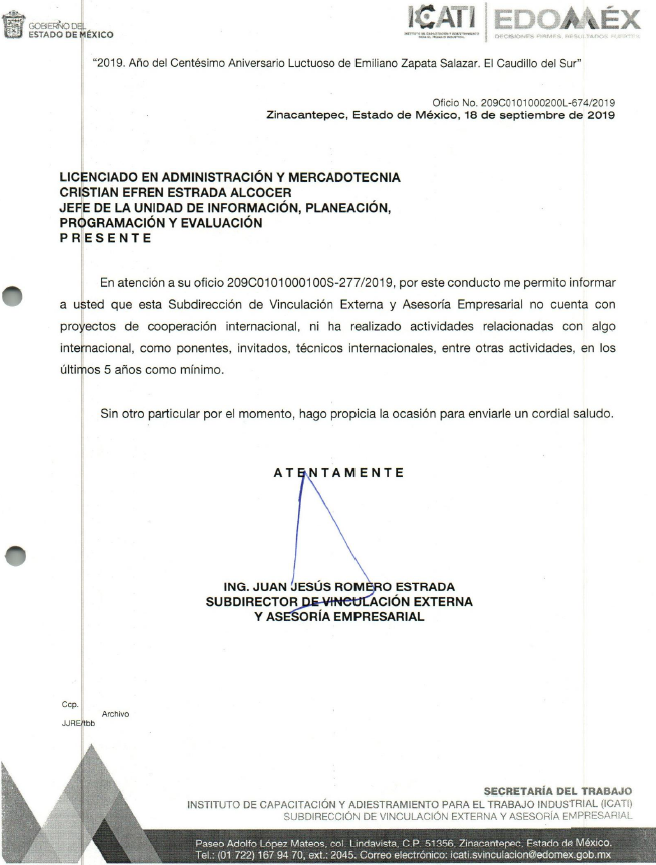 GOBIERNO DEL
ESTADO DE MÉXICO
ICATI
INSTITUTO DE CAPACITACIÓN Y ADIESTRAMIENTO
PARA EL TRABAJO INDUSTRIAL
EDOMÉX
DECISIONES FIRMES, RESULTADOS FUERTES
"2019. Año del Centésimo Aniversario Luctuoso de Emiliano Zapata Salazar. El Caudillo del Sur"
Oficio No. 209C0101000200L-674/2019
Zinacantepec, Estado de México, 18 de septiembre de 2019
LICENCIADO EN ADMINISTRACIÓN Y MERCADOTECNIA
CRISTIAN EFREN ESTRADA ALCOCER
JEFE DE LA UNIDAD DE INFORMACIÓN, PLANEACIÓN,
PROGRAMACIÓN Y EVALUACIÓN
P R E S E N T E
En atención a su oficio 209C0101000100S-277/2019, por este conducto me permito informar
a usted que esta Subdirección de Vinculación Externa y Asesoría Empresarial no cuenta con
proyectos de cooperación internacional, ni ha realizado actividades relacionadas con algo
internacional, como ponentes, invitados, técnicos internacionales, entre otras actividades, en los
últimos 5 años como mínimo.
Sin otro particular por el momento, hago propicia la ocasión para enviarle un cordial saludo.
A T E N T A M E N T E
ING. JUAN JESÚS ROMERO ESTRADA
SUBDIRECTOR DE VINCULACIÓN EXTERNA
Y ASESORÍA EMPRESARIAL
Ccp.
Archivo
JJRE/tbb
SECRETARÍA DEL TRABAJO
INSTITUTO DE CAPACITACIÓN Y ADIESTRAMIENTO PARA EL TRABAJO INDUSTRIAL (ICATI)
SUBDIRECCIÓN DE VINCULACIÓN EXTERNA Y ASESORÍA EMPRESARIAL
Paseo Adolfo López Mateos, col. Lindavista, C.P. 51356, Zinacantepec, Estado de México.
Tel.: (01 722) 167 94 70, ext.: 2045. Correo electrónico: icati.svinculacion@edomex.gob.mx